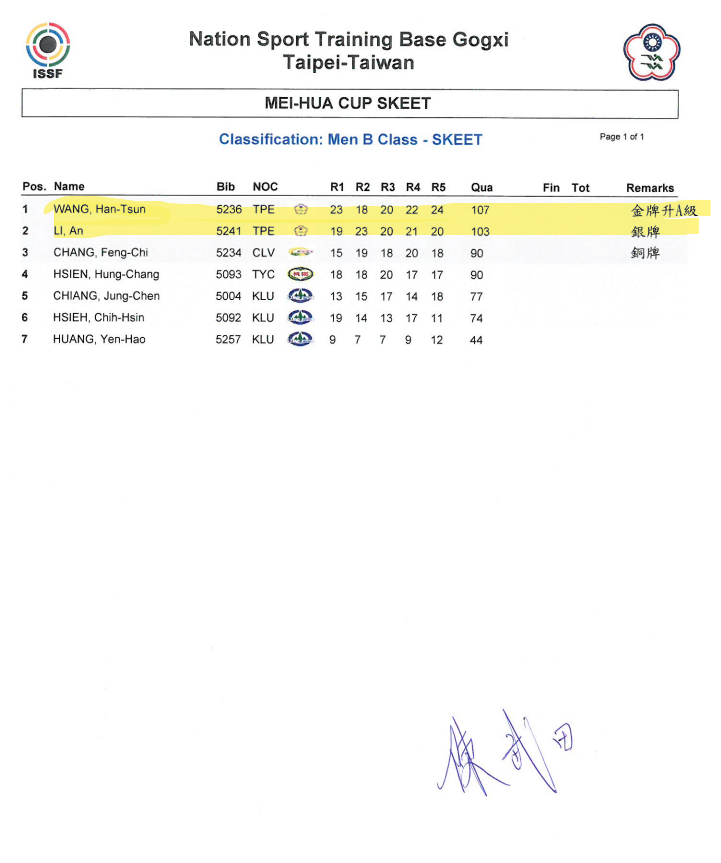 ISSF
Nation Sport Training Base Gogxi
Taipei-Taiwan
MEI-HUA CUP SKEET
Classification: Men B Class - SKEET
Page 1 of 1
Pos. Name Bib NOC R1 R2 R3 R4 R5 Qua Fin Tot Remarks
1 WANG, Han-Tsun 5236 TPE 23 18 20 22 24 107 金牌升A級
2 LI, An 5241 TPE 19 23 20 21 20 103 銀牌
3 CHANG, Feng-Chi 5234 CLV 15 19 18 20 18 90 銅牌
4 HSIEN, Hung-Chang 5093 TYC 18 18 20 17 17 90
5 CHIANG, Jung-Chen 5004 KLU 13 15 17 14 18 77
6 HSIEH, Chih-Hsin 5092 KLU 19 14 13 17 11 74
7 HUANG, Yen-Hao 5257 KLU 9 7 7 9 12 44